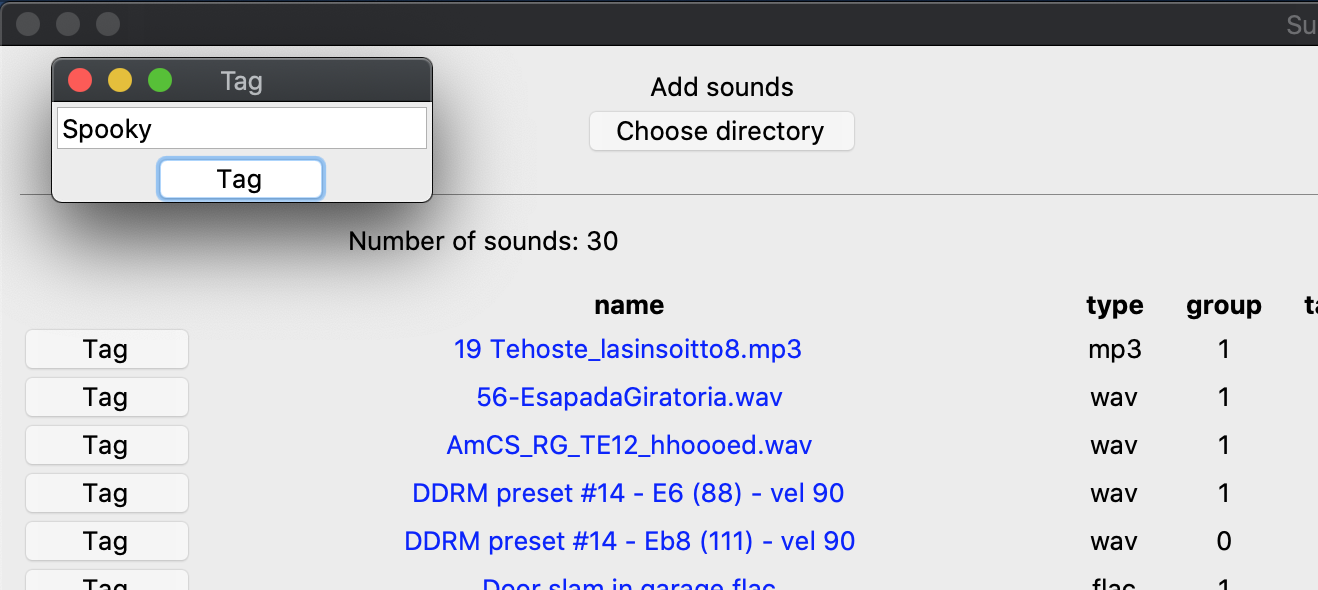 Su
Tag
Spooky
Tag
Add sounds
Choose directory
Number of sounds: 30
name type group
Tag 19 Tehoste_lasinsoitto8.mp3 mp3 1
Tag 56-EsapadaGiratoria.wav wav 1
Tag AmCS_RG_TE12_hhoooed.wav wav 1
Tag DDRM preset #14 - E6 (88) - vel 90 wav 1
Tag DDRM preset #14 - Eb8 (111) - vel 90 wav 0
Tag Door slam in garage.flac flac 1